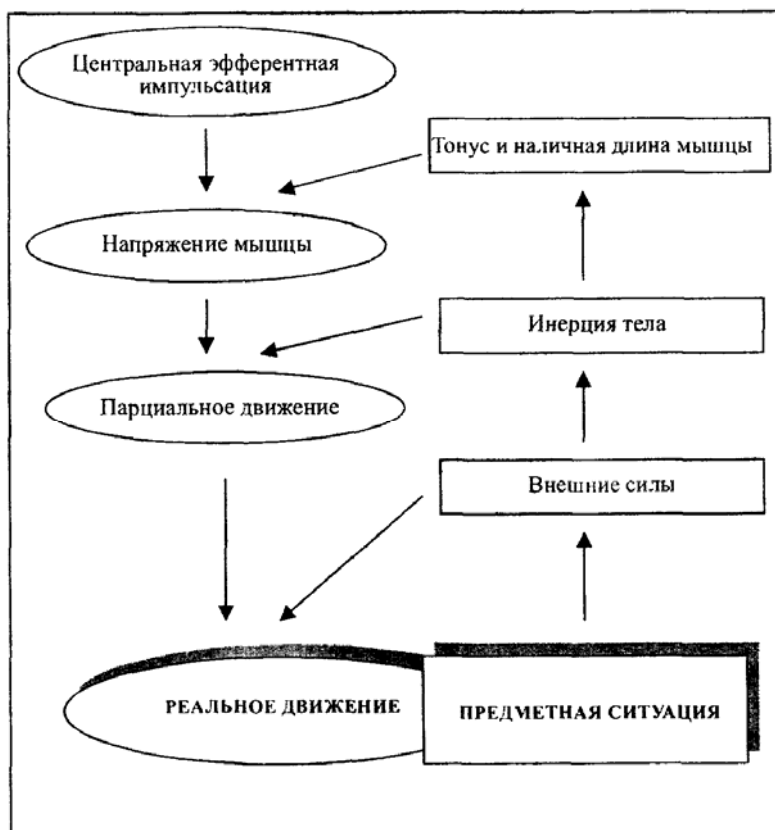 Центральная эфферентная
импульсация
Тонус и наличная длина мышцы
Напряжение мышцы
Инерция тела
Парциальное движение
Внешние силы
РЕАЛЬНОЕ ДВИЖЕНИЕ
ПРЕДМЕТНАЯ СИТУАЦИЯ